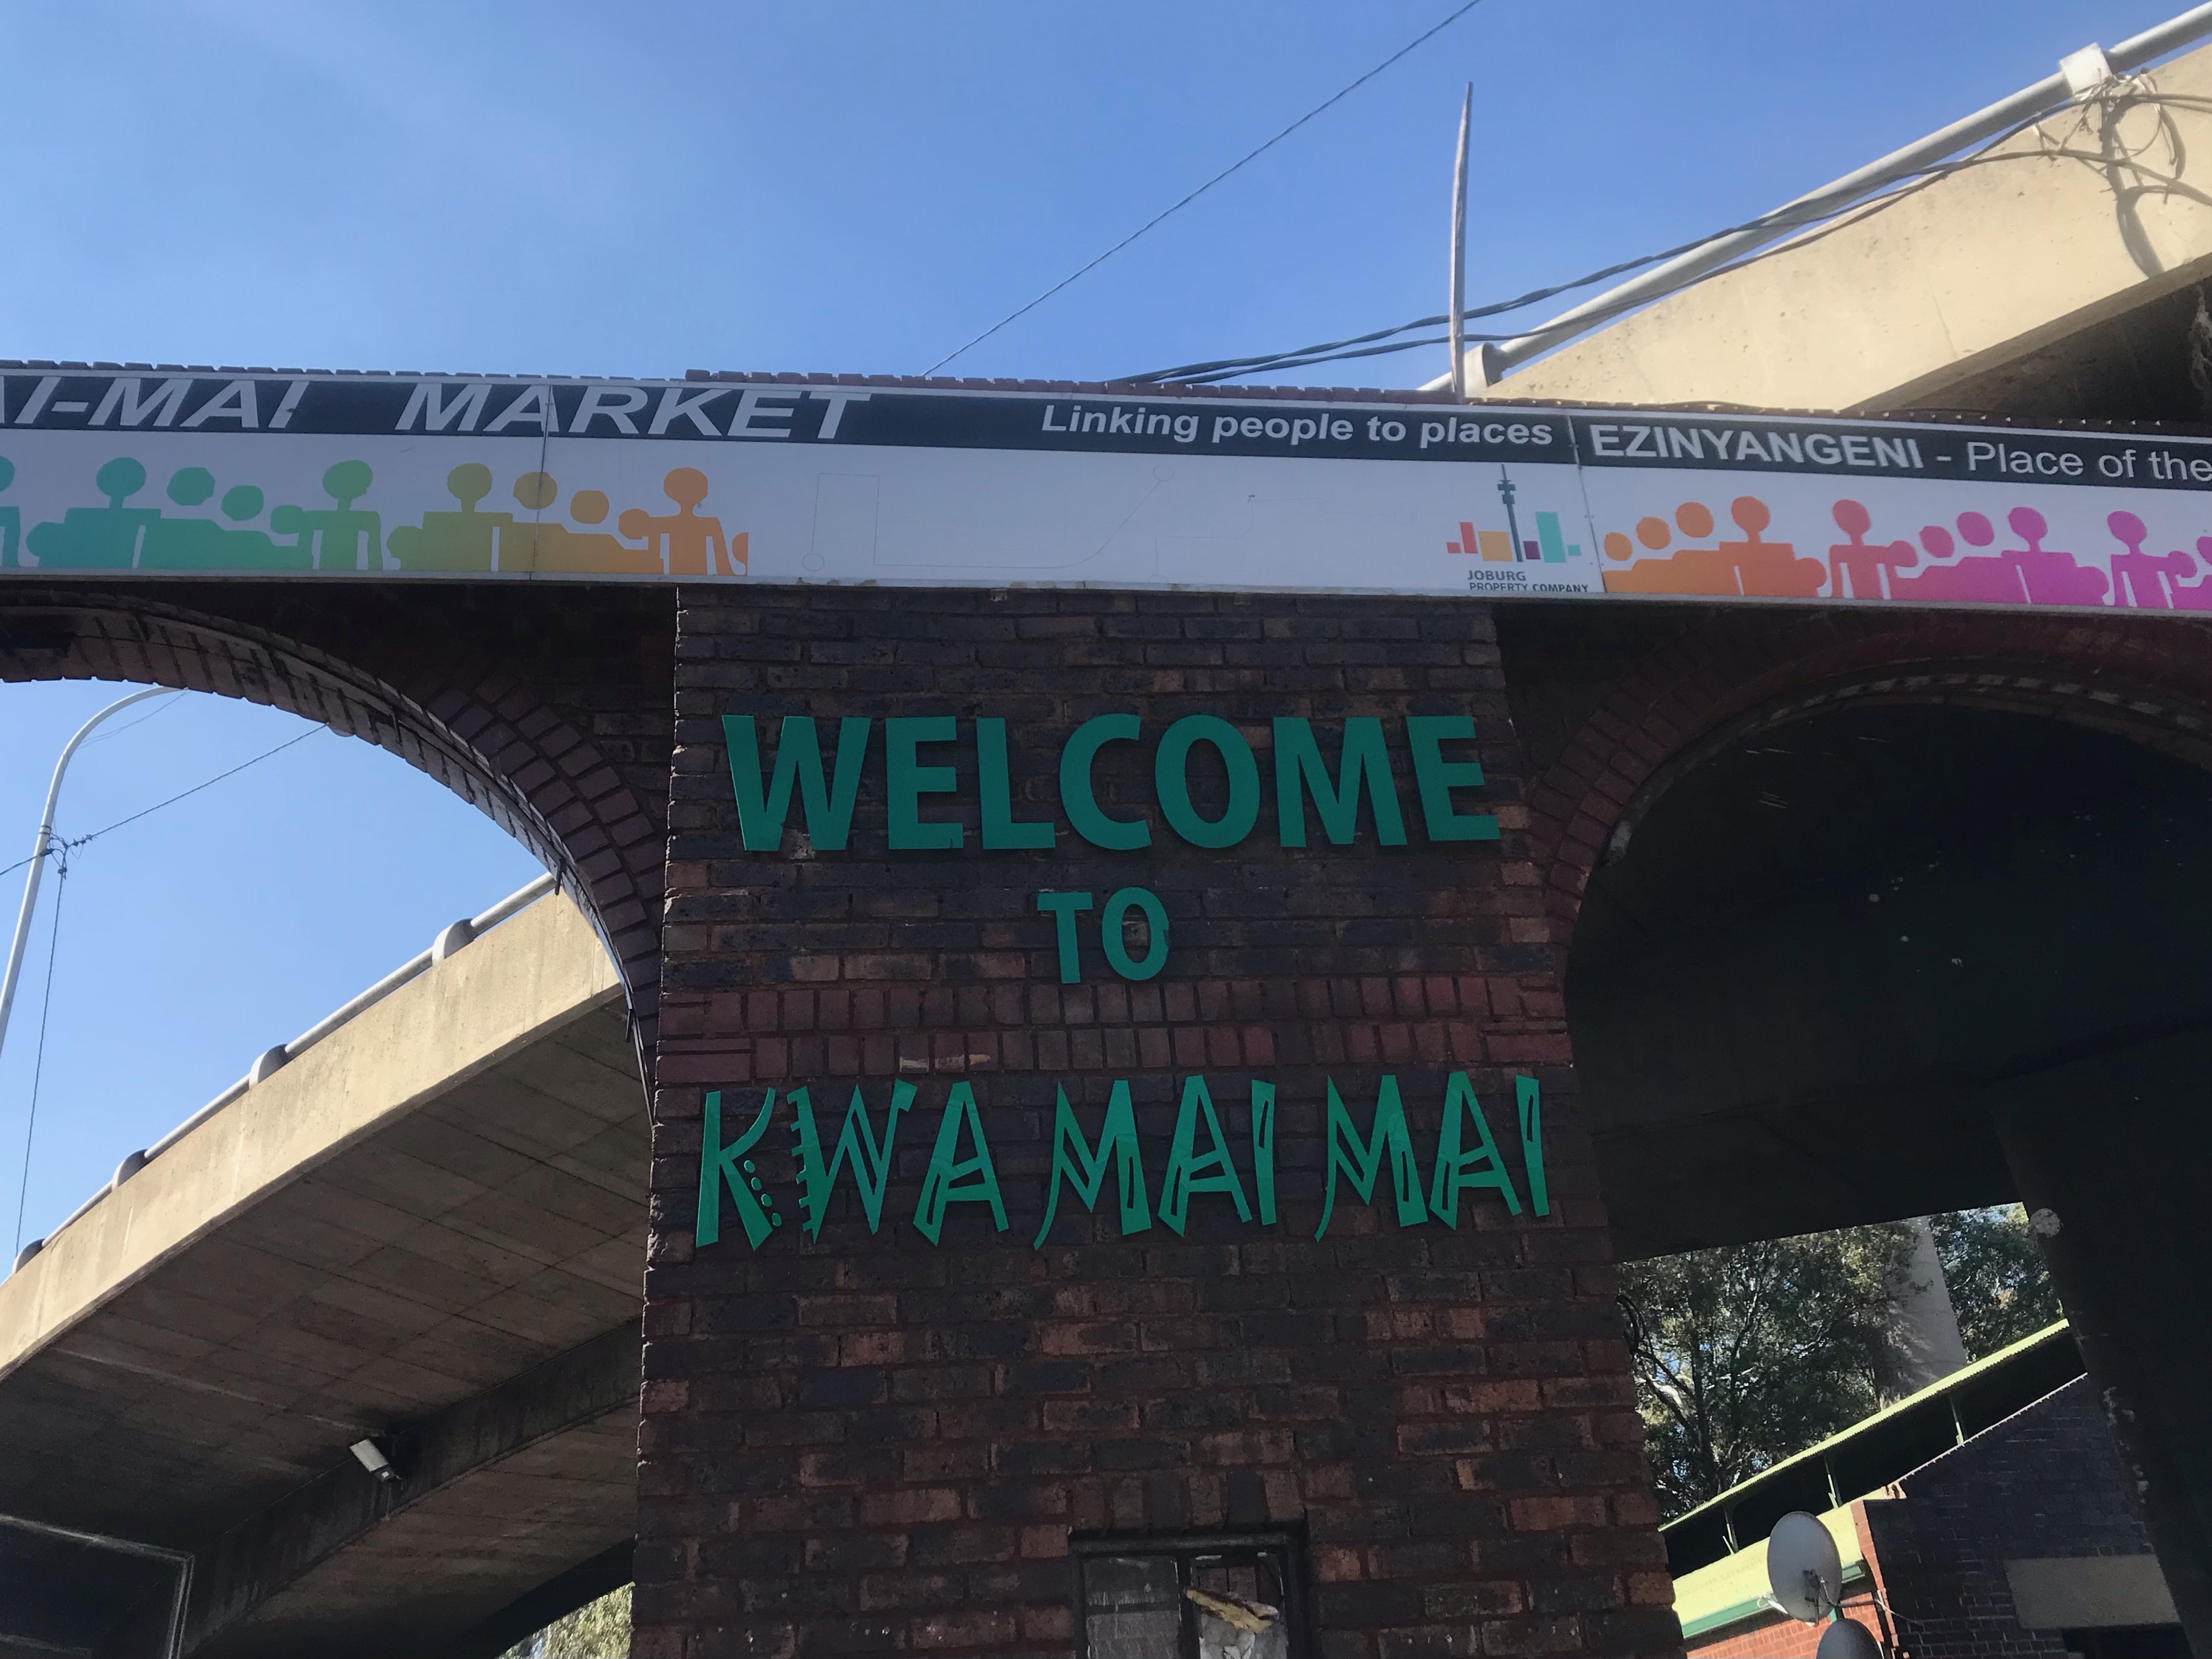 AI-MAI MARKET
Linking people to places
EZINYANGENI - Place of the
JOBURG
PROPERTY COMPANY
WELCOME
TO
KWA MAI MAI